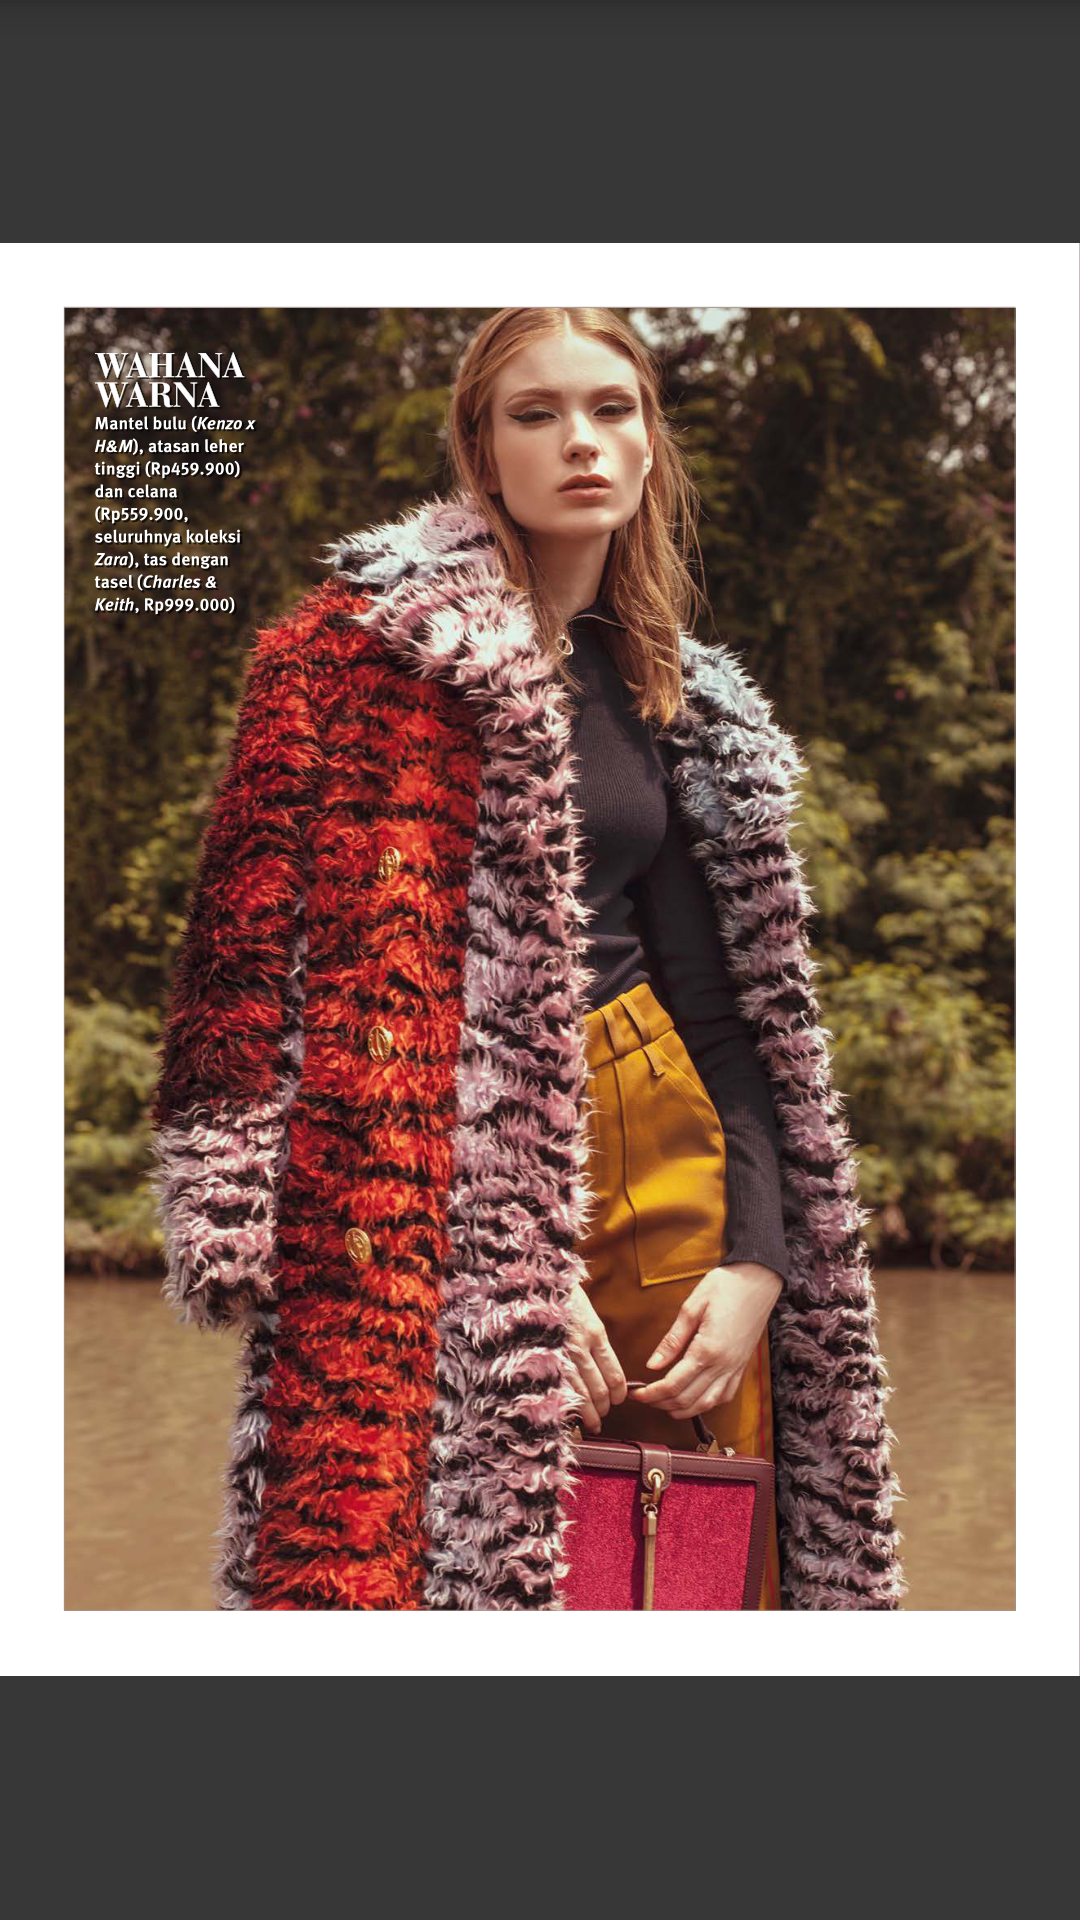 WAHANA
WARNA
Mantel bulu (Kenzo x
H&M), atasan leher
tinggi (Rp459.900)
dan celana
(Rp559.900,
seluruhnya koleksi
Zara), tas dengan
tasel (Charles &
Keith, Rp999.000)